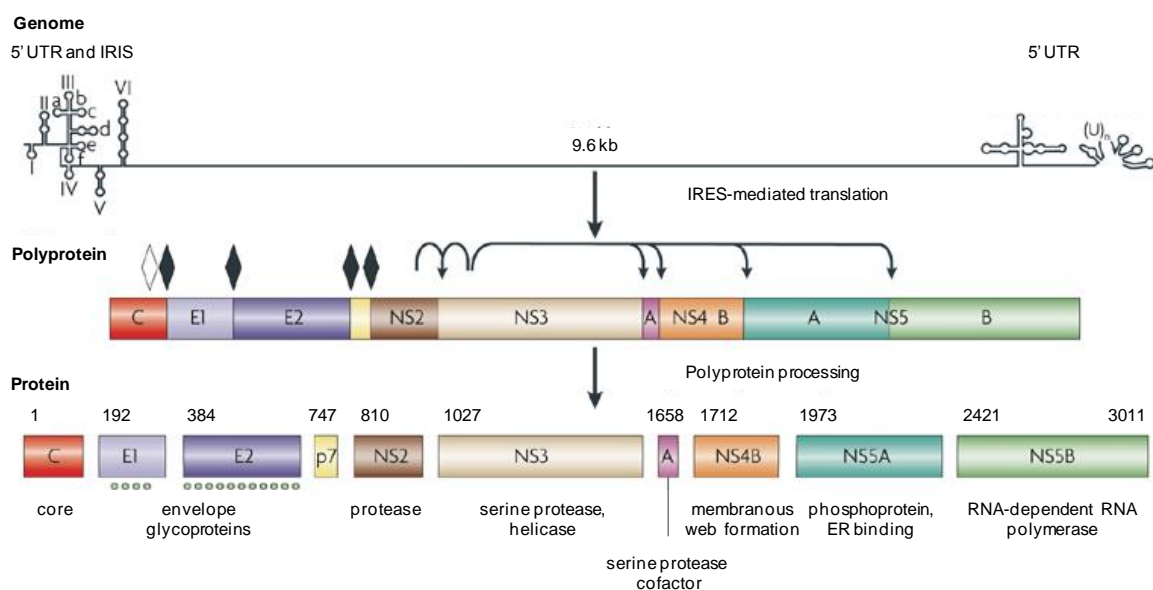 Genome
5' UTR and IRIS
5' UTR
III
VI
II
a
b
c
d
e
f
I
IV
V
(U)n
9.6 kb
IRES-mediated translation
Polyprotein
C E1 E2 NS2 NS3 A NS4 B A NS5 B
Polyprotein processing
Protein
1 192 384 747 810 1027 1658 1712 1973 2421 3011
C E1 E2 p7 NS2 NS3 A NS4B NS5A NS5B
core
envelope
glycoproteins
protease
serine protease,
helicase
membranous
web formation
phosphoprotein,
ER binding
RNA-dependent RNA
polymerase
serine protease
cofactor